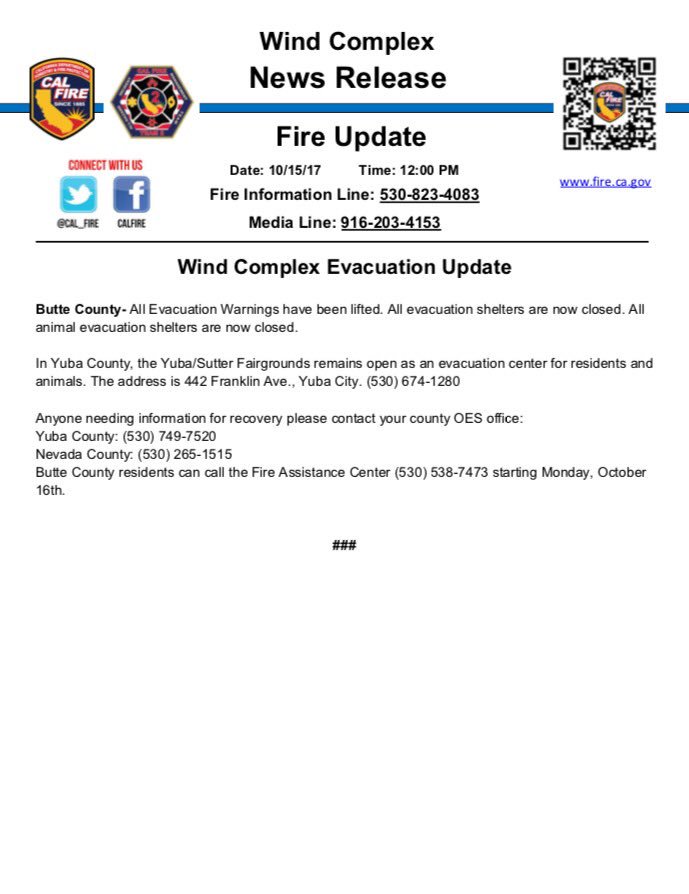 Wind Complex
News Release
CAL
FIRE
SINCE 1885
CAL FIRE
TEAM 5
CAL
FIRE
Fire Update
CONNECT WITH US
@CAL_FIRE CALFIRE
Date: 10/15/17 Time: 12:00 PM
Fire Information Line: 530-823-4083
Media Line: 916-203-4153
www.fire.ca.gov
Wind Complex Evacuation Update
Butte County- All Evacuation Warnings have been lifted. All evacuation shelters are now closed. All
animal evacuation shelters are now closed.
In Yuba County, the Yuba/Sutter Fairgrounds remains open as an evacuation center for residents and
animals. The address is 442 Franklin Ave., Yuba City. (530) 674-1280
Anyone needing information for recovery please contact your county OES office:
Yuba County: (530) 749-7520
Nevada County: (530) 265-1515
Butte County residents can call the Fire Assistance Center (530) 538-7473 starting Monday, October
16th.
###